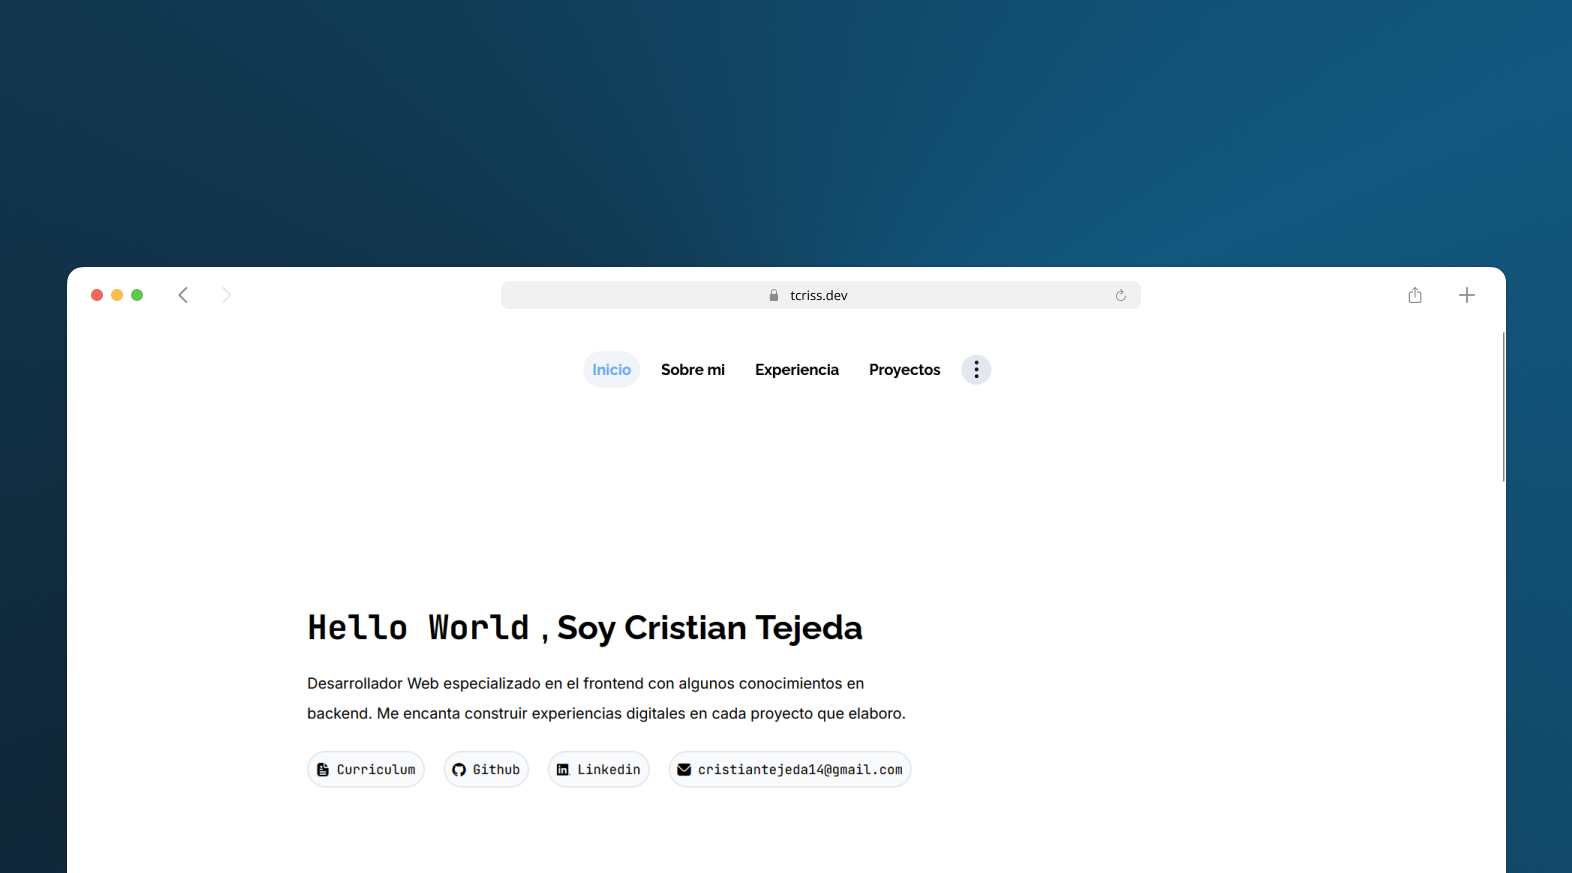 tcriss.dev
Inicio Sobre mi Experiencia Proyectos
Hello World , Soy Cristian Tejeda
Desarrollador Web especializado en el frontend con algunos conocimientos en
backend. Me encanta construir experiencias digitales en cada proyecto que elaboro.
Curriculum Github Linkedin cristiantejeda14@gmail.com